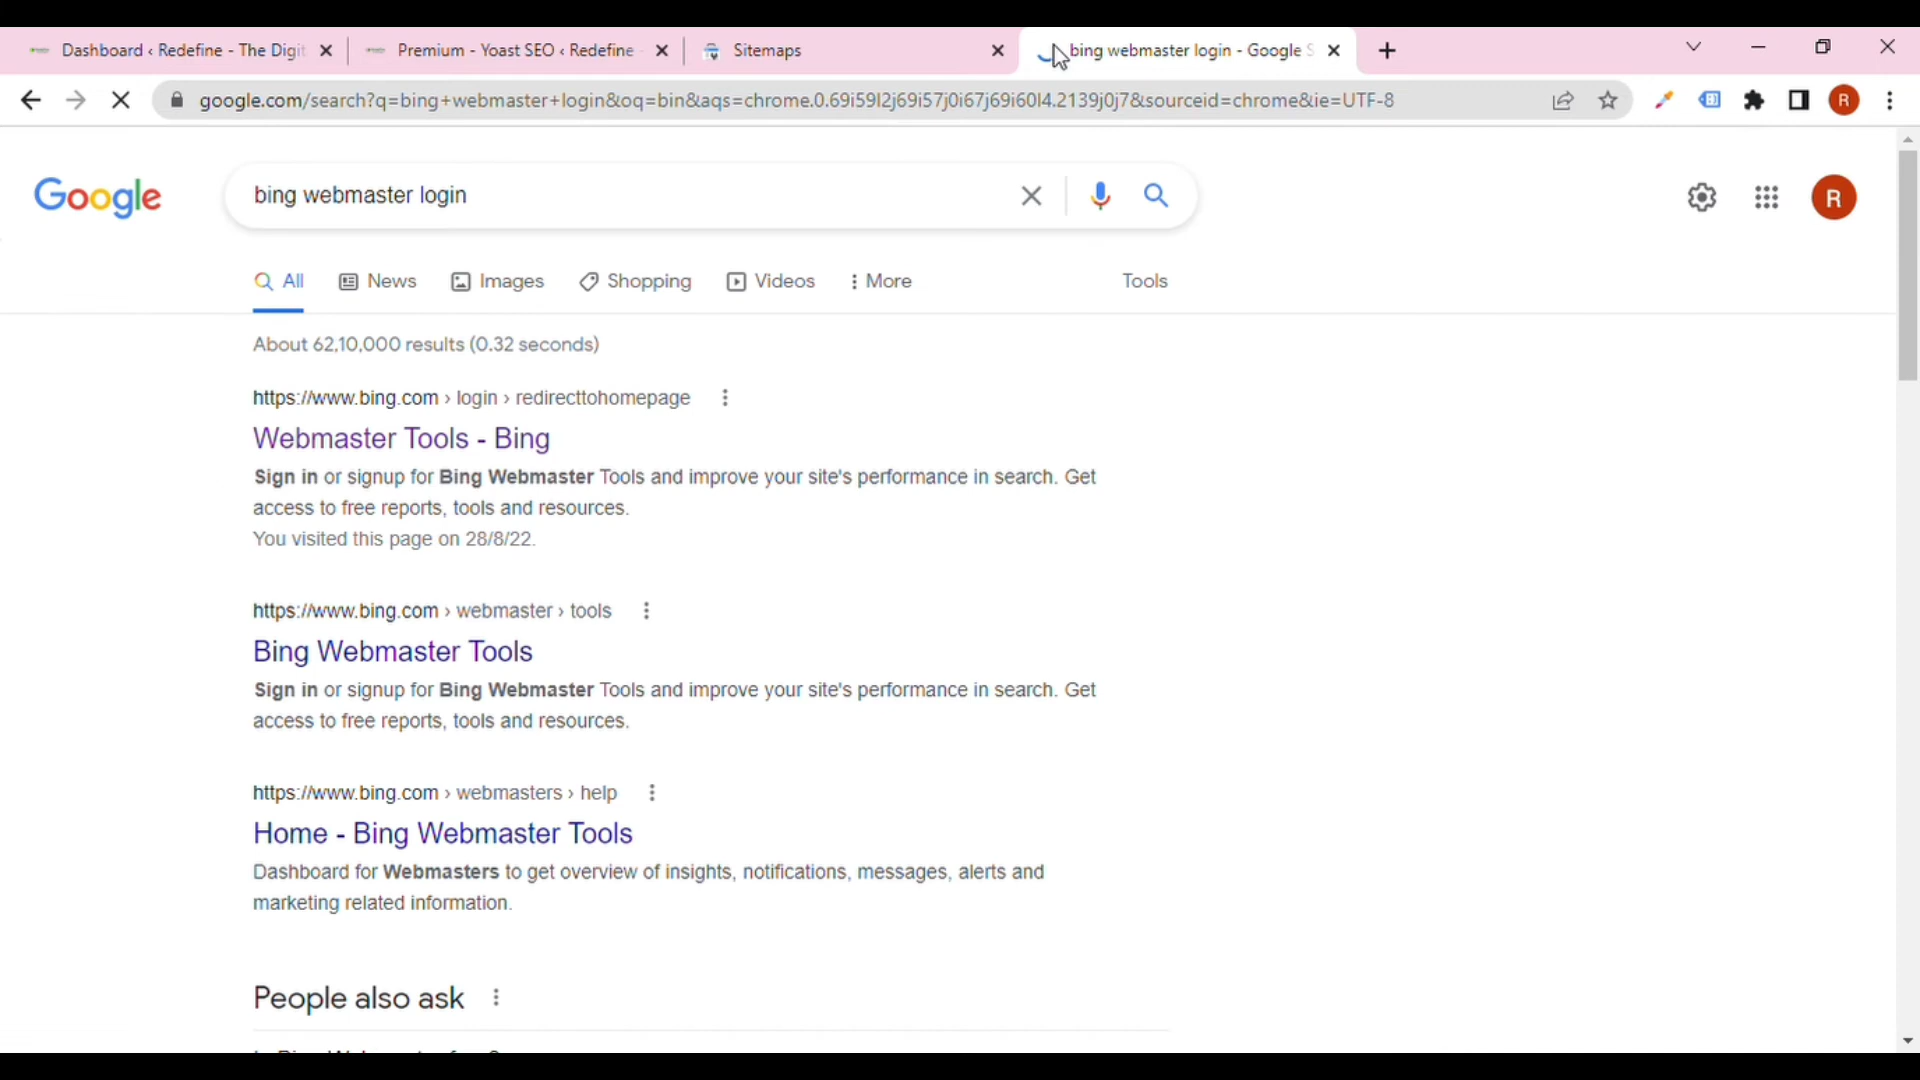 Dashboard ‹ Redefine - The Digit
Premium - Yoast SEO ‹ Redefine
Sitemaps
bing webmaster login - Google S
google.com/search?q=bing+webmaster+login&oq=bin&aqs=chrome.0.69i59l2j69i57j0i67j69i60l4.2139j0j7&sourceid=chrome&ie=UTF-8
R
Google
bing webmaster login
R
All
News
Images
Shopping
Videos
More
Tools
About 62,10,000 results (0.32 seconds)
https://www.bing.com › login › redirecttohomepage
Webmaster Tools - Bing
Sign in or signup for Bing Webmaster Tools and improve your site's performance in search. Get
access to free reports, tools and resources.
You visited this page on 28/8/22.
https://www.bing.com › webmaster › tools
Bing Webmaster Tools
Sign in or signup for Bing Webmaster Tools and improve your site's performance in search. Get
access to free reports, tools and resources.
https://www.bing.com › webmasters › help
Home - Bing Webmaster Tools
Dashboard for Webmasters to get overview of insights, notifications, messages, alerts and
marketing related information.
People also ask